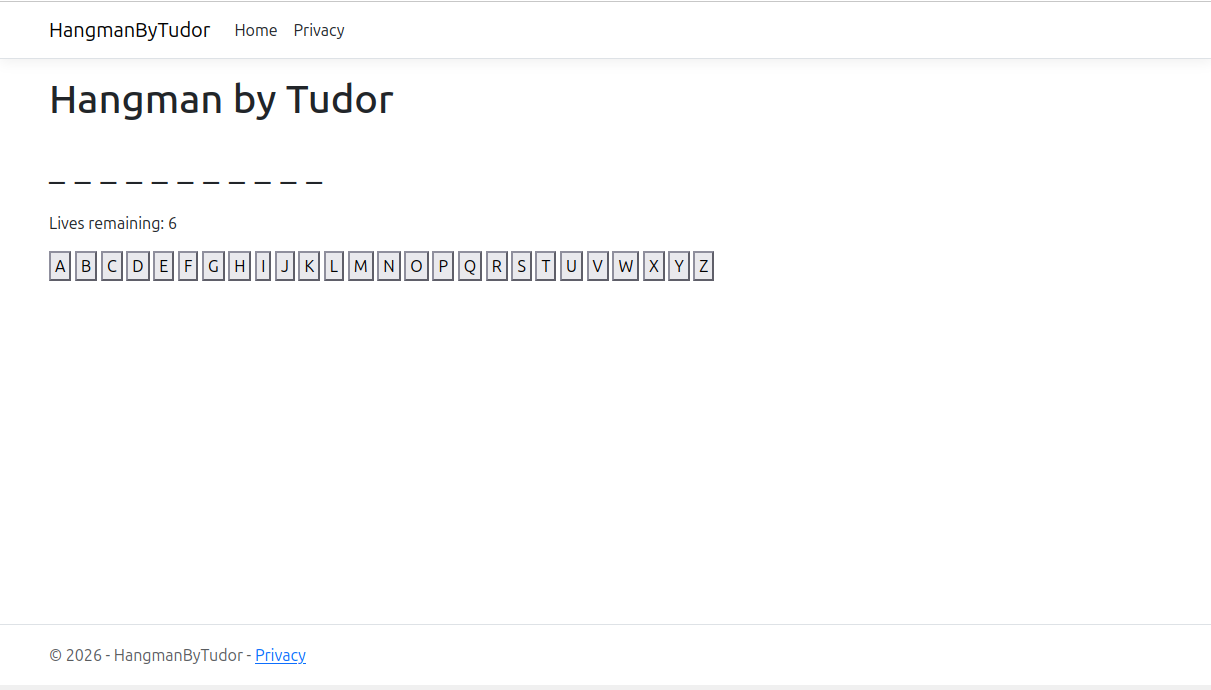 HangmanByTudor Home Privacy
Hangman by Tudor
_ _ _ _ _ _ _ _ _ _ _
Lives remaining: 6
A B C D E F G H I J K L M N O P Q R S T U V W X Y Z
© 2026 - HangmanByTudor - Privacy